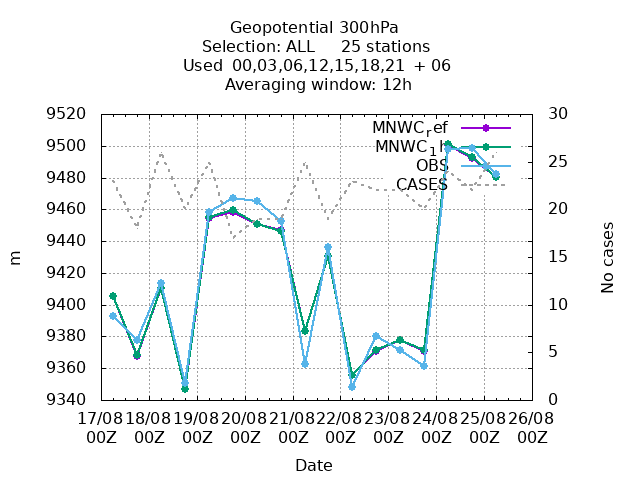 Geopotential 300hPa
Selection: ALL     25 stations
Used  00,03,06,12,15,18,21  + 06
Averaging window: 12h
9520
9500
9480
9460
9440
9420
9400
9380
9360
9340
30
25
20
15
10
5
0
MNWCref
MNWC1h
OBS
CASES
m
No cases
17/08 18/08 19/08 20/08 21/08 22/08 23/08 24/08 25/08 26/08
00Z 00Z 00Z 00Z 00Z 00Z 00Z 00Z 00Z 00Z
Date